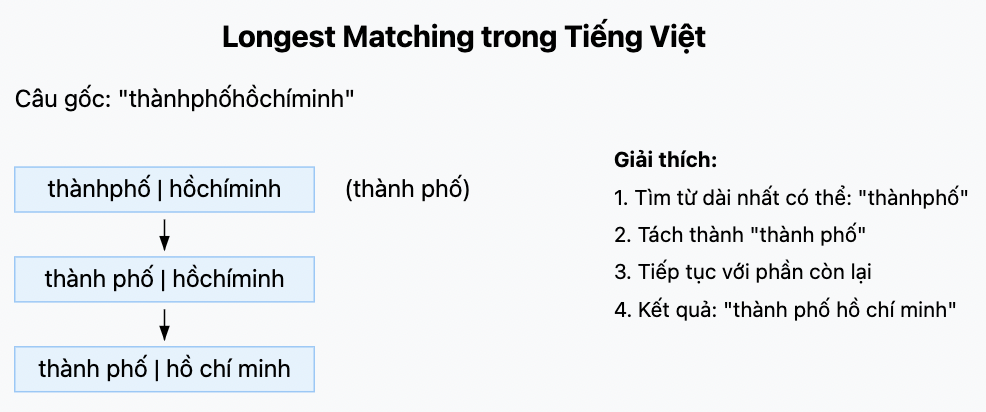 Longest Matching trong Tiếng Việt
Câu gốc: "thànhphốhồchíminh"
thànhphố | hồchíminh
(thành phố)
thành phố | hồchíminh
thành phố | hồ chí minh
Giải thích:
1. Tìm từ dài nhất có thể: "thànhphố"
2. Tách thành "thành phố"
3. Tiếp tục với phần còn lại
4. Kết quả: "thành phố hồ chí minh"